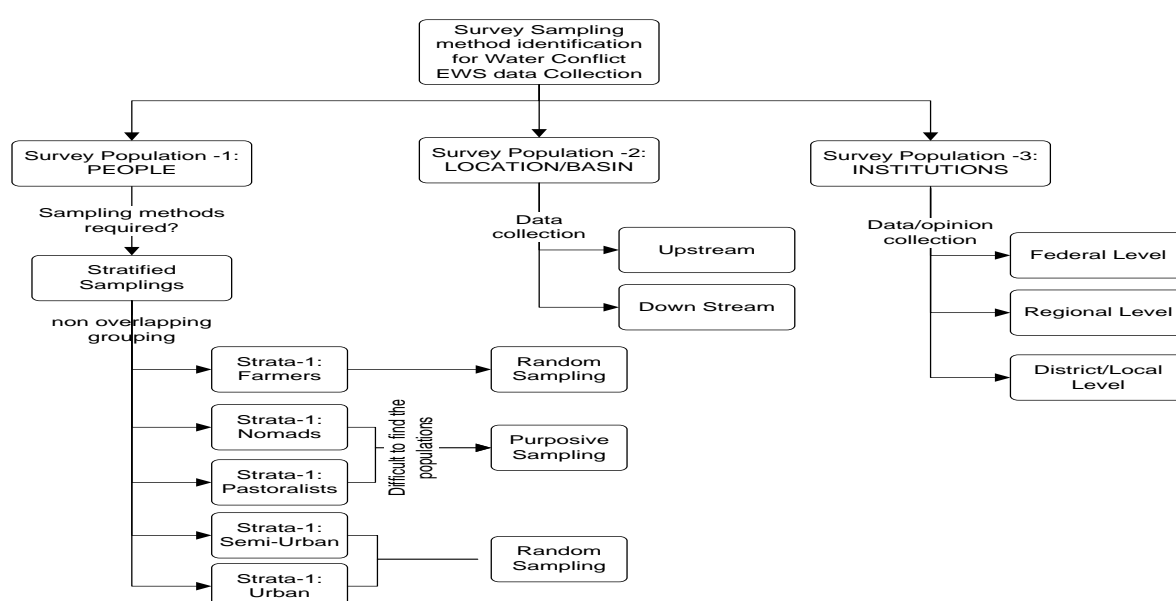 Survey Sampling
method identification
for Water Conflict
EWS data Collection
Survey Population -1:
PEOPLE
Survey Population -2:
LOCATION/BASIN
Survey Population -3:
INSTITUTIONS
Sampling methods
required?
Stratified
Samplings
non overlapping
grouping
Strata-1:
Farmers
Random
Sampling
Strata-1:
Nomads
Strata-1:
Pastoralists
Difficult to find the
populations
Purposive
Sampling
Strata-1:
Semi-Urban
Strata-1:
Urban
Random
Sampling
Data
collection
Upstream
Down Stream
Data/opinion
collection
Federal Level
Regional Level
District/Local
Level